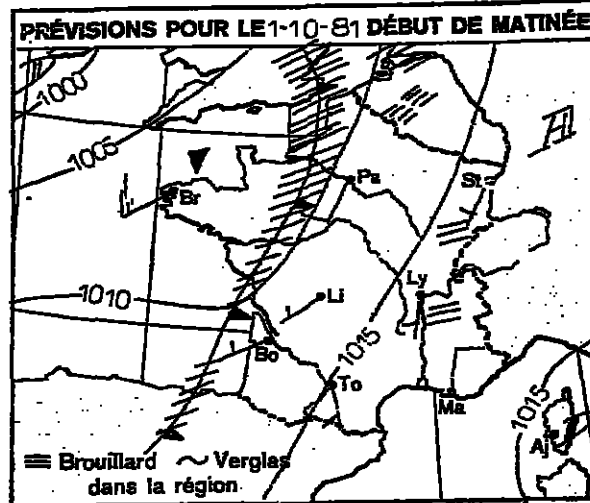 PRÉVISIONS POUR LE 1-10-81 DÉBUT DE MATINÉE
1000
1005
Pa
St
Br
1010
Li
Ly
Bo
1015
To
Ma
1015
Aj
Brouillard Verglas
dans la région